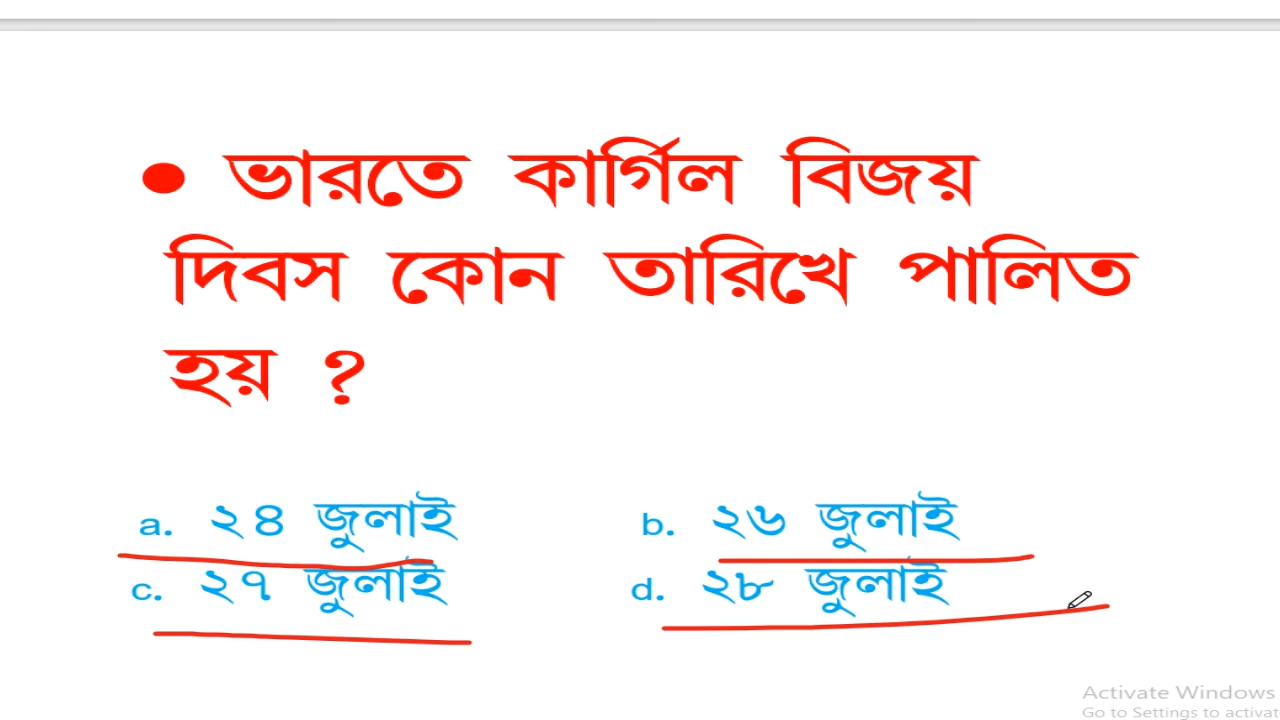 • ভারতে কার্গিল বিজয়
দিবস কোন তারিখে পালিত
হয় ?
a. ২৪ জুলাই b. ২৬ জুলাই
c. ২৭ জুলাই d. ২৮ জুলাই
Activate Windows
Go to Settings to activat